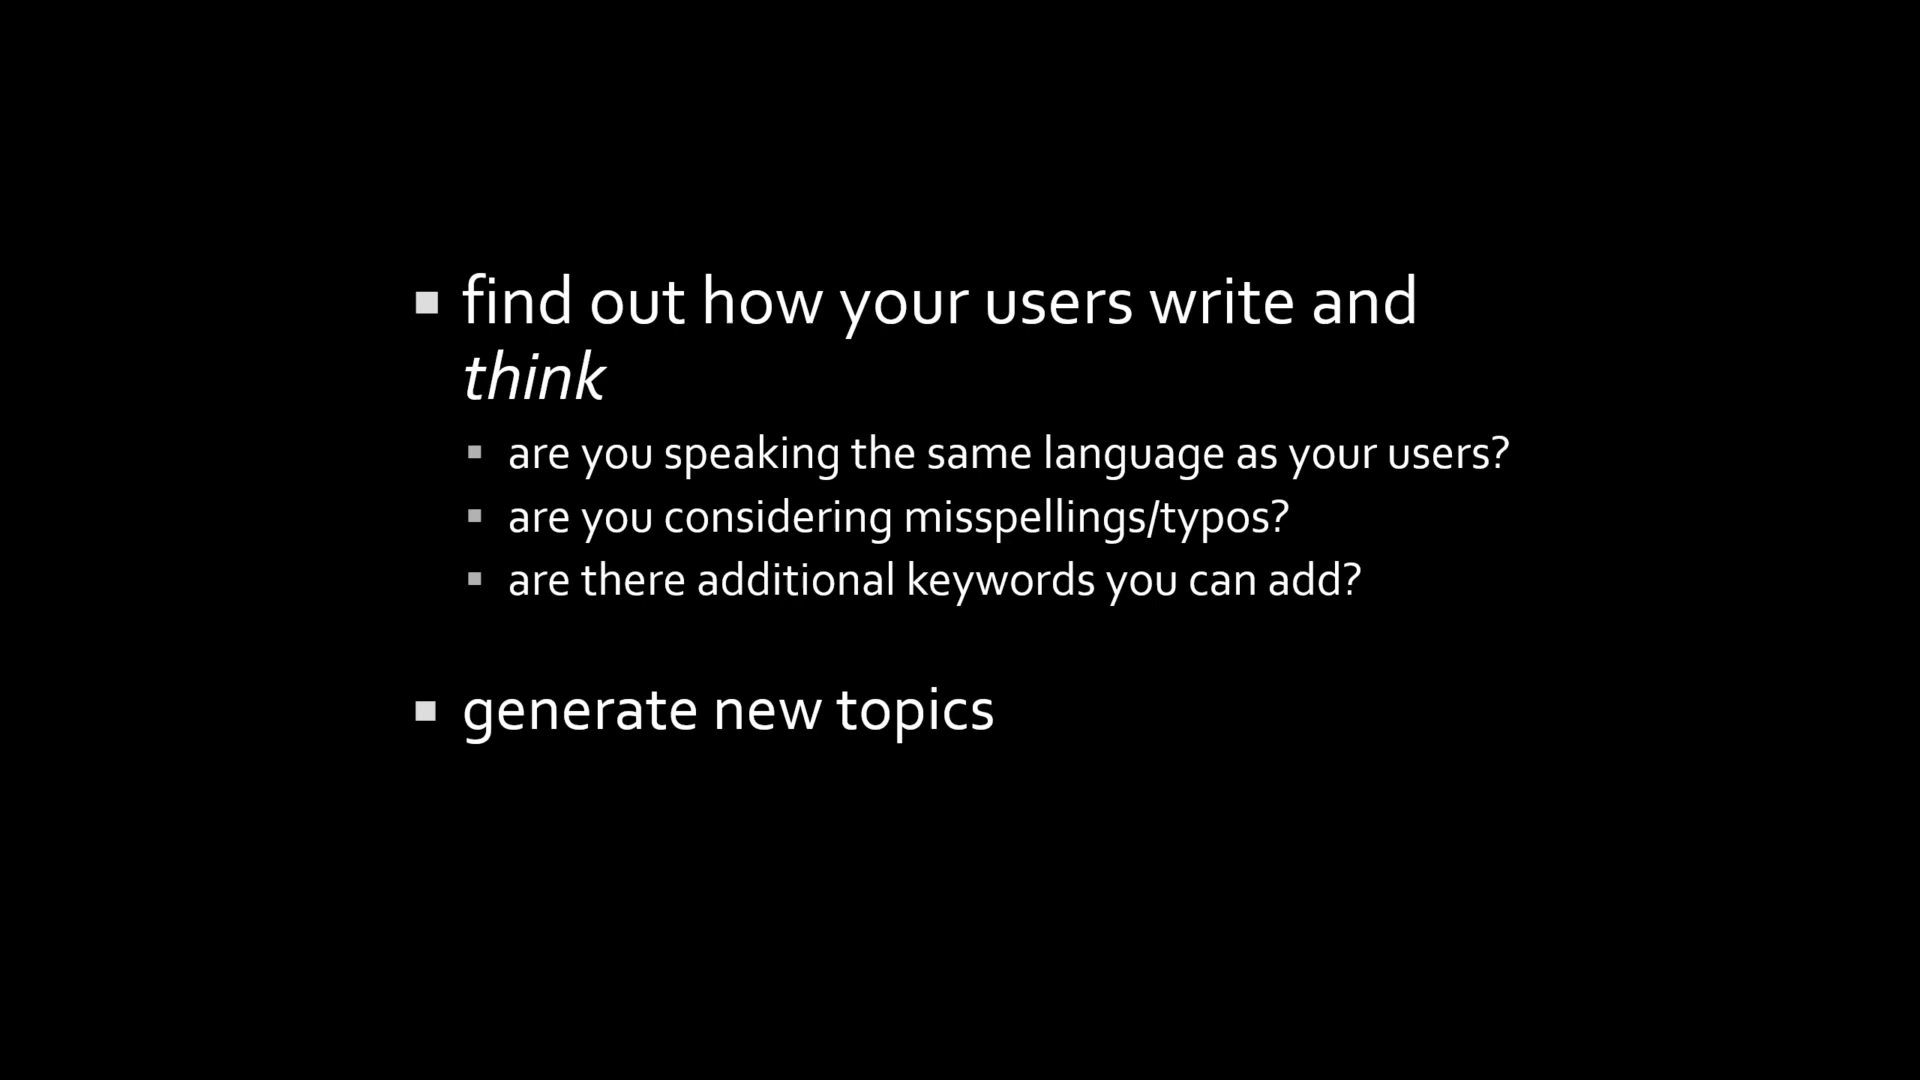 ▪ find out how your users write and
think
▪ are you speaking the same language as your users?
▪ are you considering misspellings/typos?
▪ are there additional keywords you can add?
▪ generate new topics